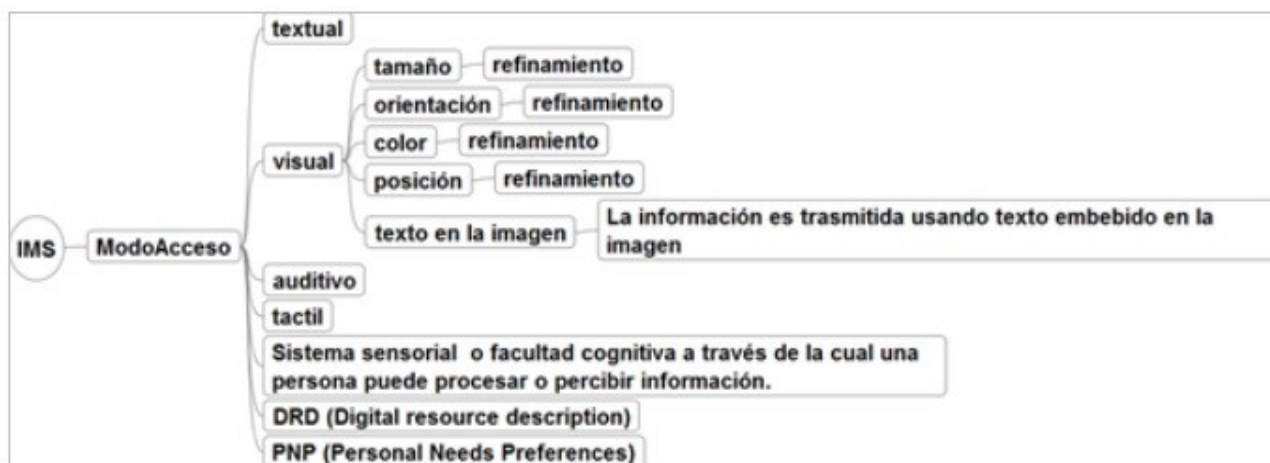 textual
tamaño
refinamiento
orientación
refinamiento
color
refinamiento
visual
posición
refinamiento
texto en la imagen
La información es trasmitida usando texto embebido en la
imagen
IMS
ModoAcceso
auditivo
tactil
Sistema sensorial o facultad cognitiva a través de la cual una
persona puede procesar o percibir información.
DRD (Digital resource description)
PNP (Personal Needs Preferences)